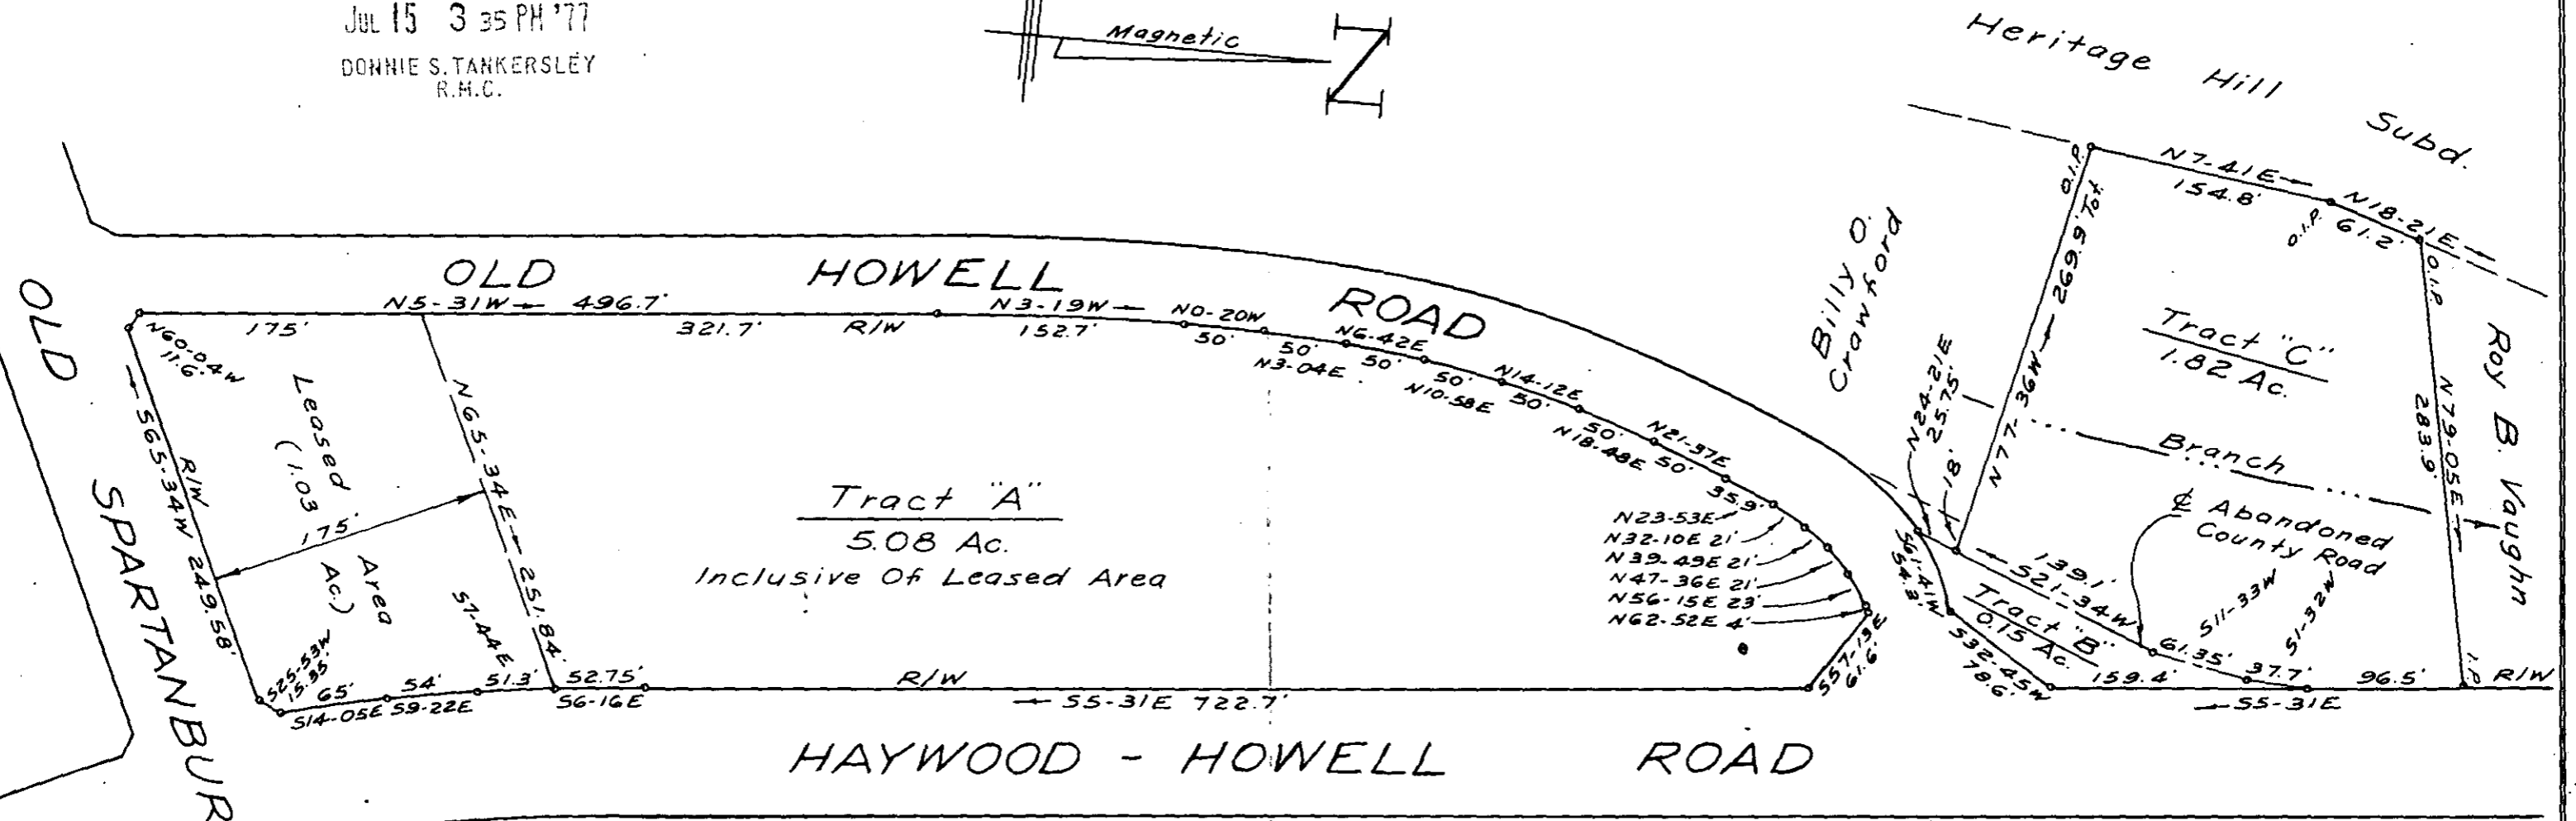 JUL 15 3 35 PM '77
DONNIE S. TANKERSLEY
R.M.C.
Magnetic
N
Heritage Hill Subd.
OLD HOWELL ROAD
N5-31W 496.7'
175'
321.7'
R/W
N3-19W
152.7'
N0-20W
50'
50'
N3-04E
N6-42E
50'
50'
N10-58E
N14-12E
50'
50'
N18-48E
N21-37E
50'
35.9'
N23-53E
N32-10E 21'
N39-49E 21'
N47-36E 21'
N56-15E 23'
N62-52E 4'
S57-19E
61.6'
OLD SPARTANBUR
N60-04W
11.6'
S65-34W 249.58'
R/W
Leased Area
(1.03 Ac.)
175'
N65-34E 251.84'
S25-53W
15.35'
65'
S14-05E
54'
S9-22E
S7-44E
51.3'
52.75'
S6-16E
Tract "A"
5.08 Ac.
Inclusive Of Leased Area
R/W
S5-31E 722.7'
HAYWOOD - HOWELL ROAD
Billy O.
Crawford
N24-21E
25.75'
18'
O.I.P.
N77-36W 269.9' Tot.
N7-41E
154.8'
O.I.P.
N18-21E
61.2'
O.I.P.
Tract "C"
1.82 Ac.
Branch
N79-05E
283.9'
Roy B. Vaughn
℄ Abandoned
County Road
139.1'
S21-34W
S61-41W
54.3'
Tract "B"
0.15 Ac.
S32-45W
78.6'
61.35'
S11-33W
37.7'
S1-32W
159.4'
96.5'
S5-31E
I.P.
R/W